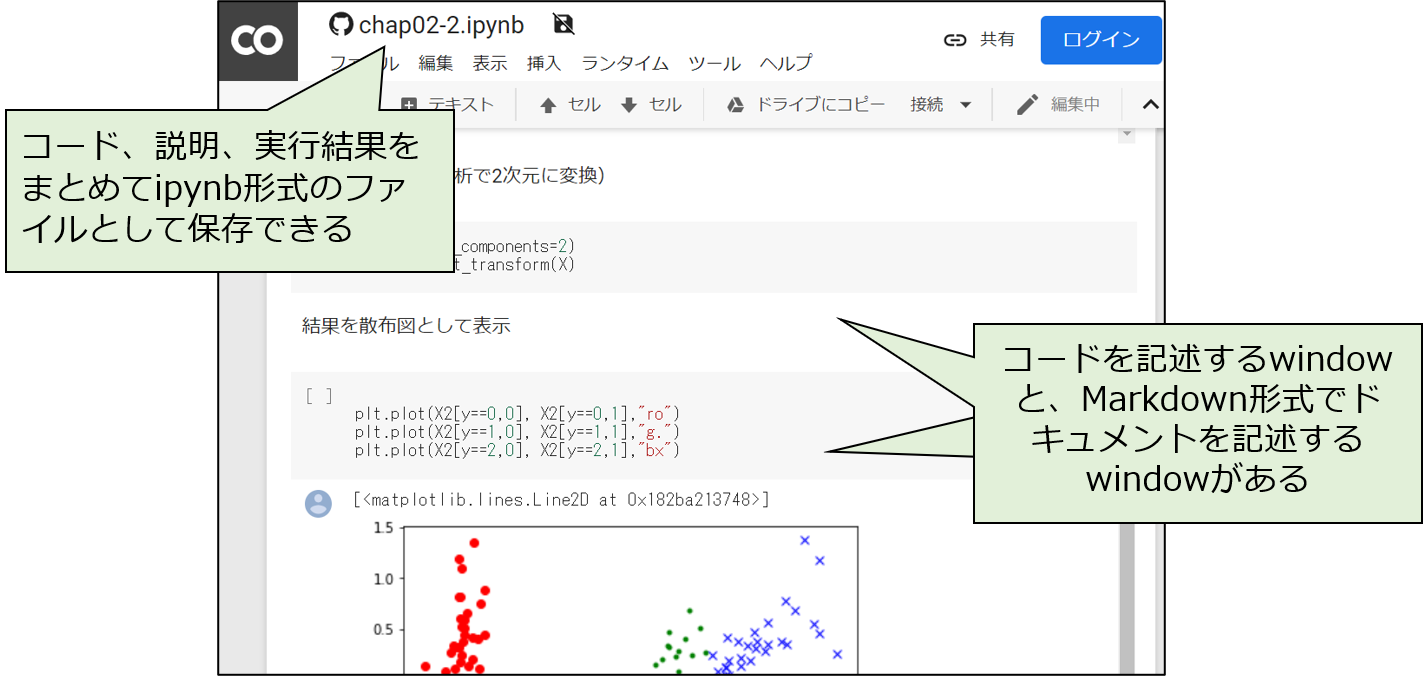 CO
chap02-2.ipynb
共有
ログイン
ファイル 編集 表示 挿入 ランタイム ツール ヘルプ
テキスト セル セル ドライブにコピー 接続 編集中
コード、説明、実行結果を
まとめてipynb形式のファ
イルとして保存できる
析で2次元に変換)
_components=2)
t_transform(X)
結果を散布図として表示
コードを記述するwindow
と、Markdown形式でド
キュメントを記述する
windowがある
[ ]
plt.plot(X2[y==0,0], X2[y==0,1],"ro")
plt.plot(X2[y==1,0], X2[y==1,1],"g.")
plt.plot(X2[y==2,0], X2[y==2,1],"bx")
[<matplotlib.lines.Line2D at 0x182ba213748>]
1.5
1.0
0.5